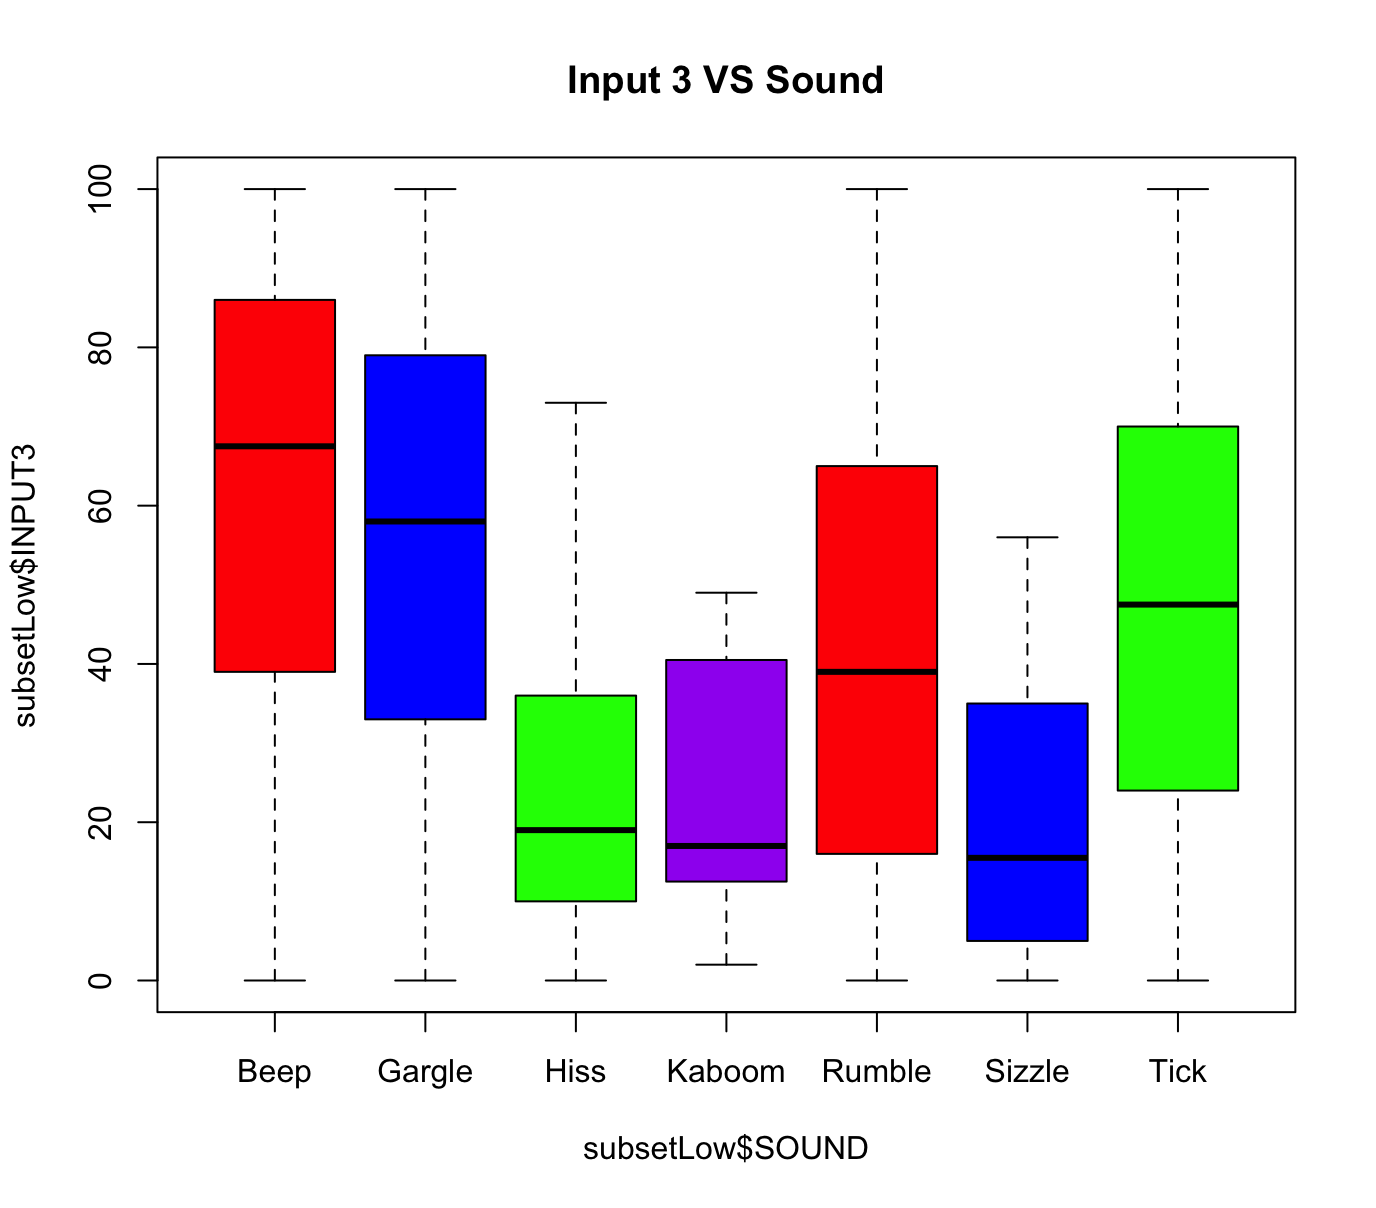 Input 3 VS Sound
subsetLow$INPUT3
100
80
60
40
20
0
Beep Gargle Hiss Kaboom Rumble Sizzle Tick
subsetLow$SOUND